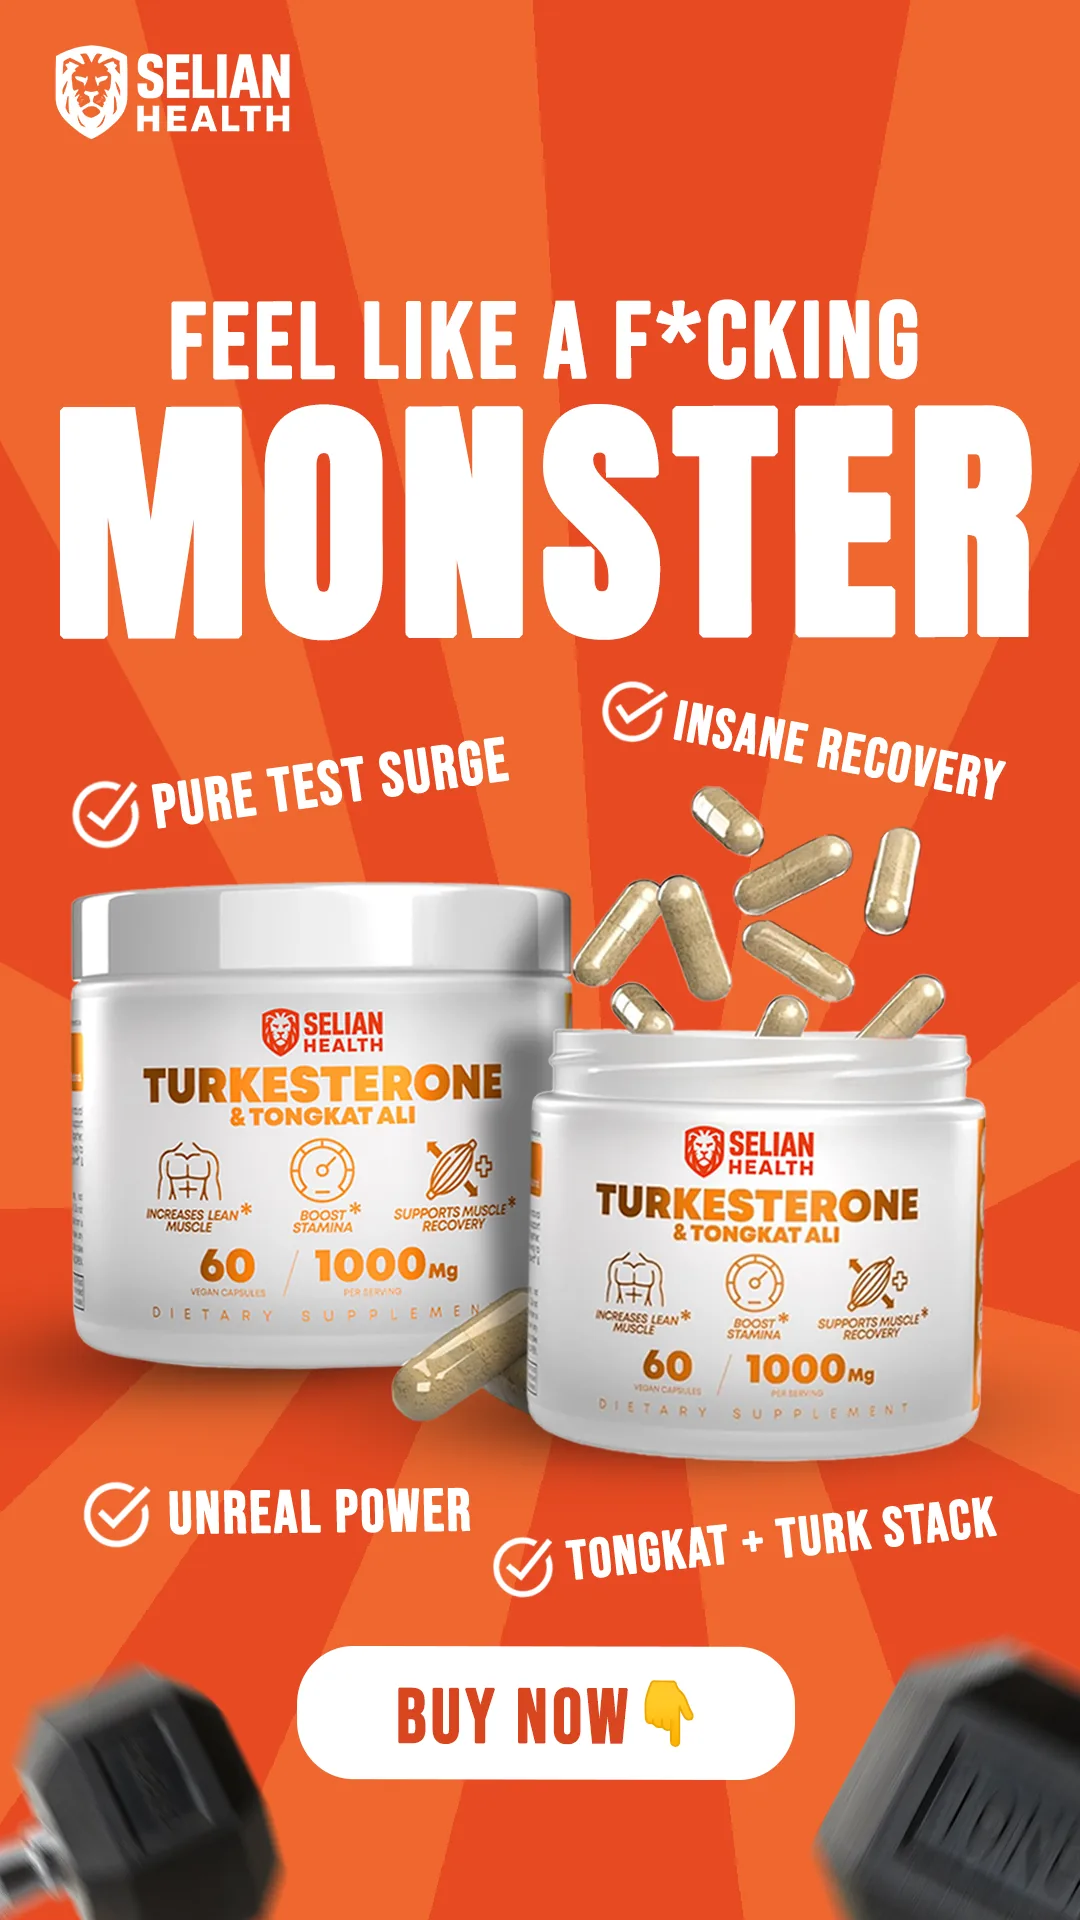 SELIAN
HEALTH
FEEL LIKE A F*CKING
MONSTER
INSANE RECOVERY
PURE TEST SURGE
SELIAN
HEALTH
TURKESTERONE
& TONGKAT ALI
INCREASES LEAN*
MUSCLE
BOOST*
STAMINA
SUPPORTS MUSCLE*
RECOVERY
60
VEGAN CAPSULES
1000Mg
PER SERVING
DIETARY SUPPLEMEN
SELIAN
HEALTH
TURKESTERONE
& TONGKAT ALI
INCREASES LEAN*
MUSCLE
BOOST*
STAMINA
SUPPORTS MUSCLE*
RECOVERY
60
VEGAN CAPSULES
1000Mg
PER SERVING
DIETARY SUPPLEMENT
UNREAL POWER
TONGKAT + TURK STACK
BUY NOW👇